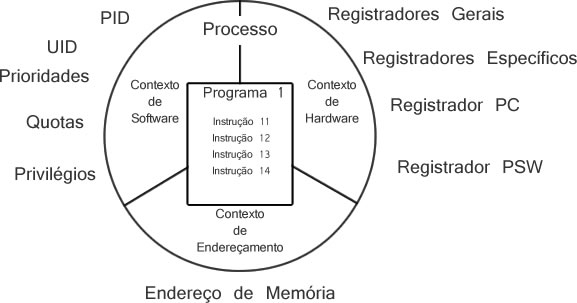 PID
UID
Prioridades
Quotas
Privilégios
Processo
Contexto
de
Software
Programa 1
Instrução 11
Instrução 12
Instrução 13
Instrução 14
Contexto
de
Hardware
Contexto
de
Endereçamento
Registradores Gerais
Registradores Específicos
Registrador PC
Registrador PSW
Endereço de Memória